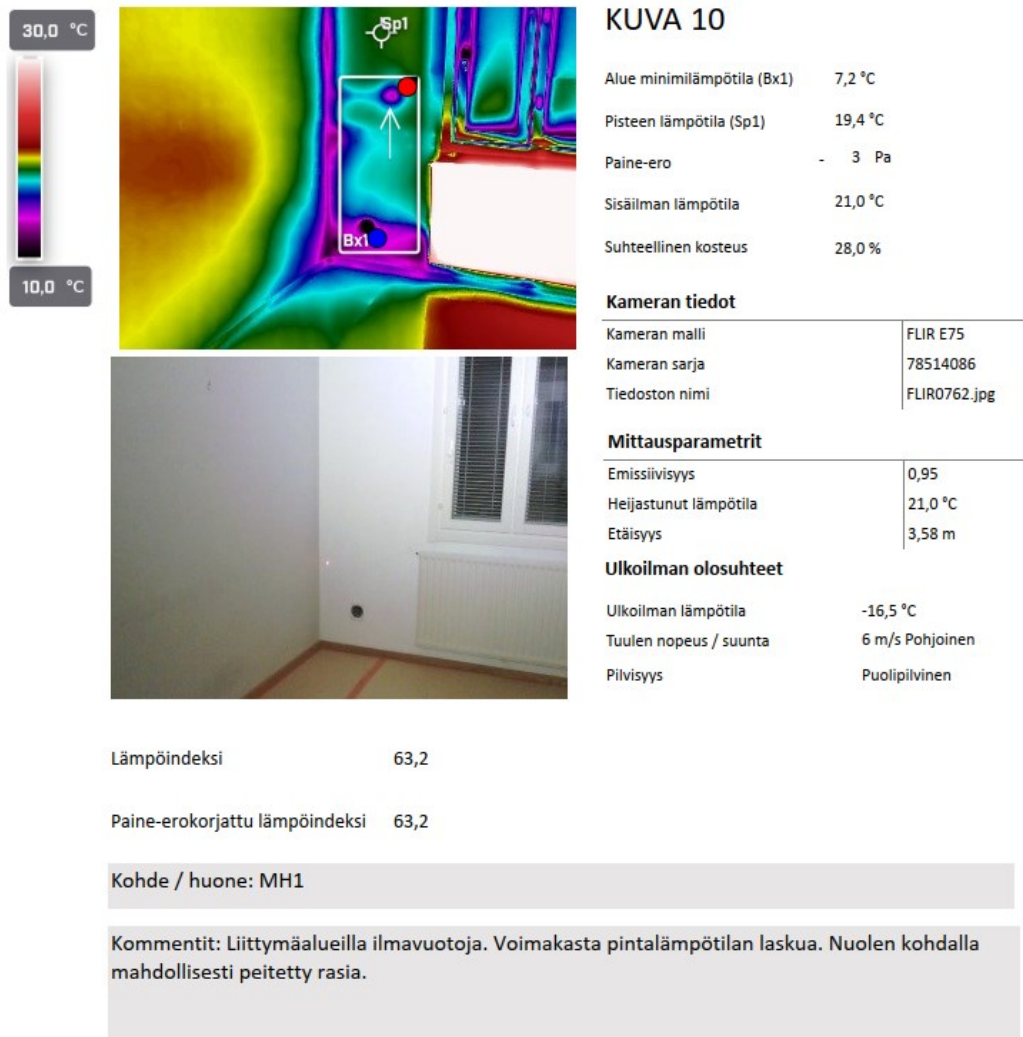 30,0 °C
10,0 °C
Sp1
Bx1
KUVA 10
Alue minimilämpötila (Bx1) 7,2 °C
Pisteen lämpötila (Sp1) 19,4 °C
Paine-ero - 3 Pa
Sisäilman lämpötila 21,0 °C
Suhteellinen kosteus 28,0 %
Kameran tiedot
Kameran malli FLIR E75
Kameran sarja 78514086
Tiedoston nimi FLIR0762.jpg
Mittausparametrit
Emissiivisyys 0,95
Heijastunut lämpötila 21,0 °C
Etäisyys 3,58 m
Ulkoilman olosuhteet
Ulkoilman lämpötila -16,5 °C
Tuulen nopeus / suunta 6 m/s Pohjoinen
Pilvisyys Puolipilvinen
Lämpöindeksi 63,2
Paine-erokorjattu lämpöindeksi 63,2
Kohde / huone: MH1
Kommentit: Liittymäalueilla ilmavuotoja. Voimakasta pintalämpötilan laskua. Nuolen kohdalla
mahdollisesti peitetty rasia.